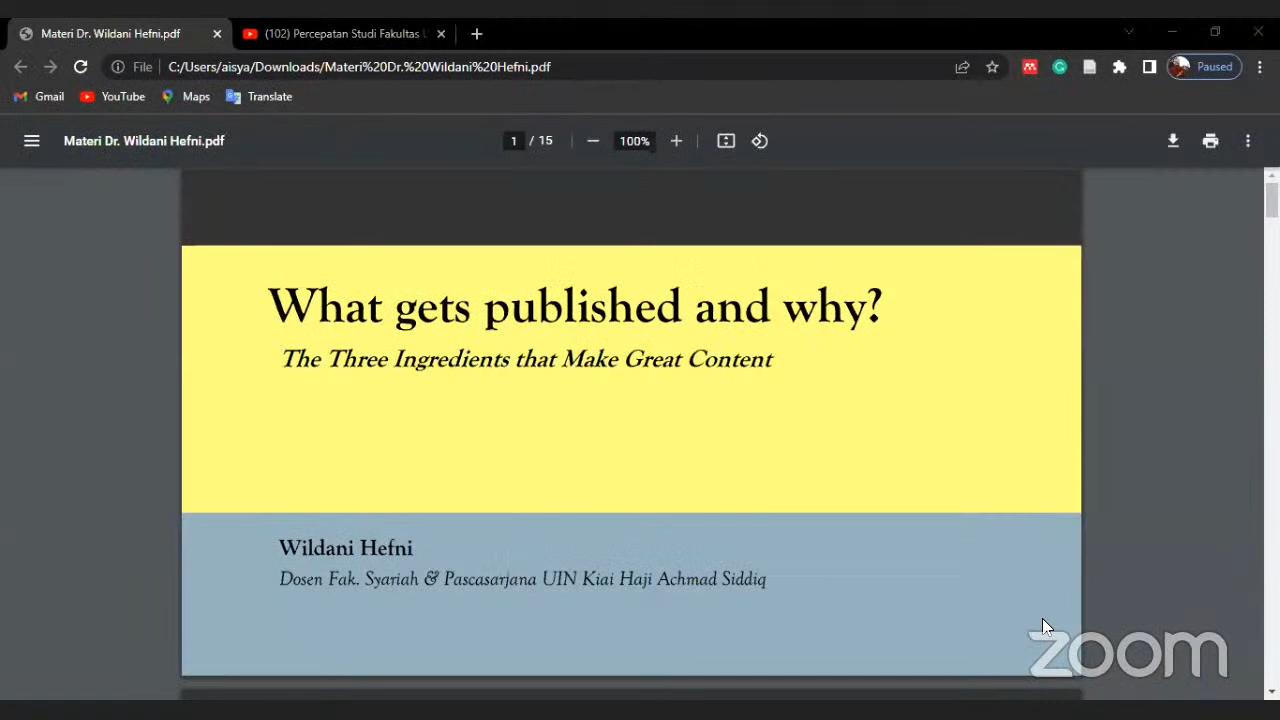 Materi Dr. Wildani Hefni.pdf
(102) Percepatan Studi Fakultas
File
C:/Users/aisya/Downloads/Materi%20Dr.%20Wildani%20Hefni.pdf
Paused
Gmail
YouTube
Maps
Translate
Materi Dr. Wildani Hefni.pdf
1 / 15
100%
What gets published and why?
The Three Ingredients that Make Great Content
Wildani Hefni
Dosen Fak. Syariah & Pascasarjana UIN Kiai Haji Achmad Siddiq
zoom